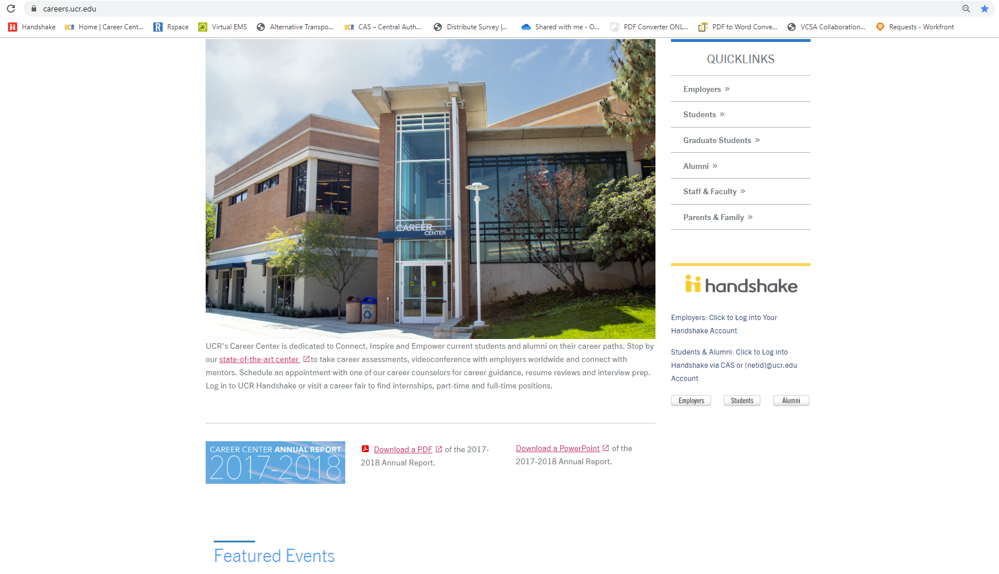 careers.ucr.edu
Handshake
UCR Home | Career Cent...
R Rspace
Virtual EMS
Alternative Transpo...
UCR CAS – Central Auth...
Distribute Survey |...
Shared with me - O...
PDF Converter ONL...
PDF to Word Conve...
VCSA Collaboration...
Requests - Workfront
CAREER
CENTER
UCR's Career Center is dedicated to Connect, Inspire and Empower current students and alumni on their career paths. Stop by
our state-of-the-art center to take career assessments, videoconference with employers worldwide and connect with
mentors. Schedule an appointment with one of our career counselors for career guidance, resume reviews and interview prep.
Log in to UCR Handshake or visit a career fair to find internships, part-time and full-time positions.
CAREER CENTER ANNUAL REPORT
2017-2018
Download a PDF of the 2017-
2018 Annual Report.
Download a PowerPoint of the
2017-2018 Annual Report.
Featured Events
QUICKLINKS
Employers »
Students »
Graduate Students »
Alumni »
Staff & Faculty »
Parents & Family »
handshake
Employers: Click to Log into Your
Handshake Account
Students & Alumni: Click to Log into
Handshake via CAS or (netid)@ucr.edu
Account
Employers
Students
Alumni